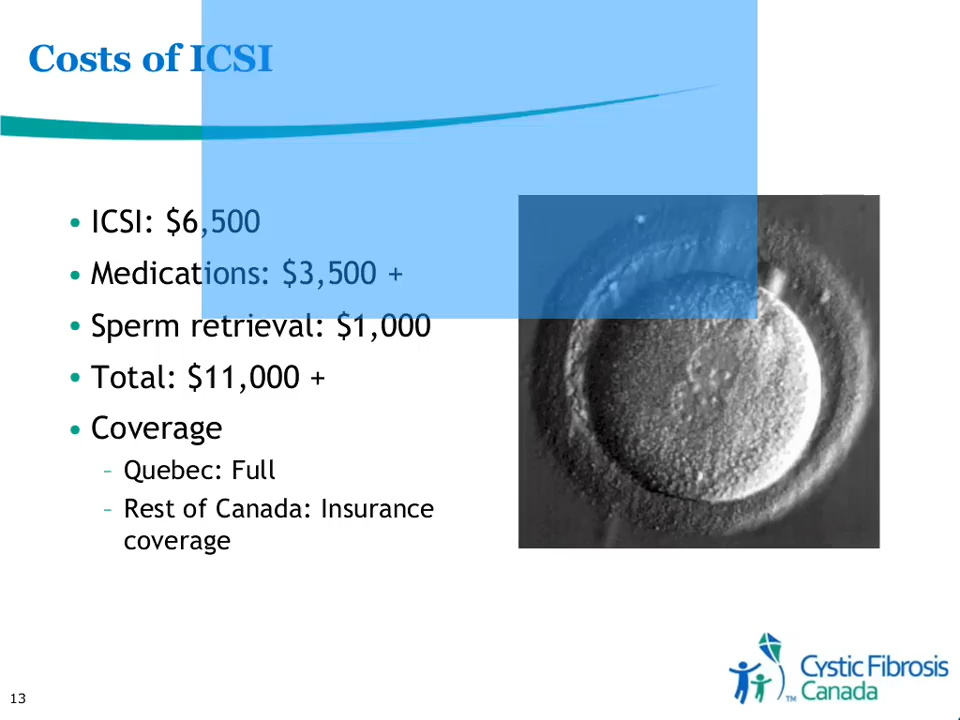 Costs of ICSI
• ICSI: $6,500
• Medications: $3,500 +
• Sperm retrieval: $1,000
• Total: $11,000 +
• Coverage
– Quebec: Full
– Rest of Canada: Insurance
coverage
Cystic Fibrosis
™ Canada
13